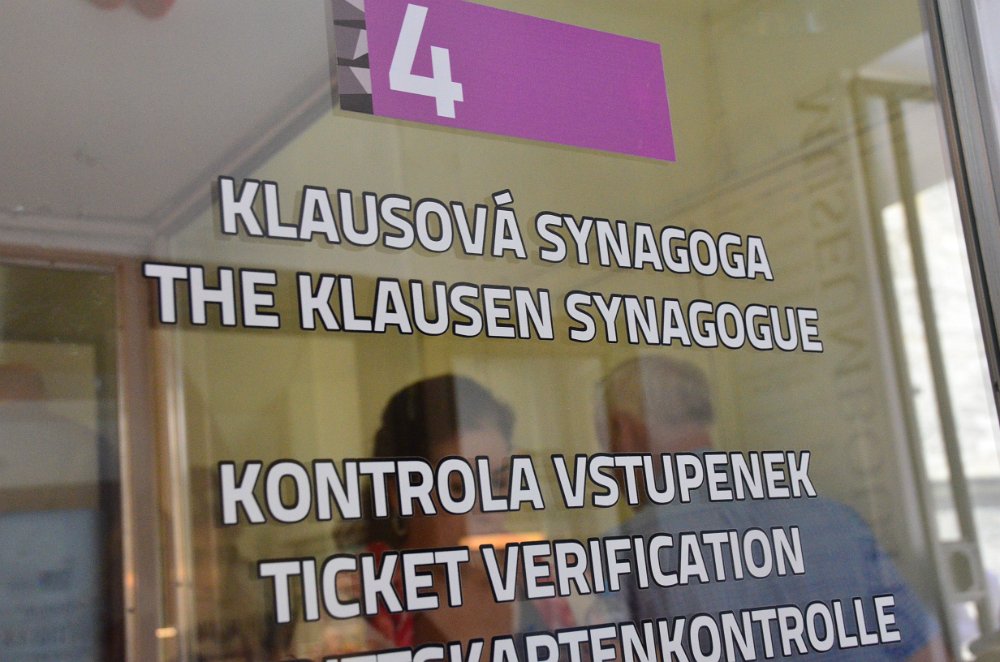 4
KLAUSOVÁ SYNAGOGA
THE KLAUSEN SYNAGOGUE
KONTROLA VSTUPENEK
TICKET VERIFICATION